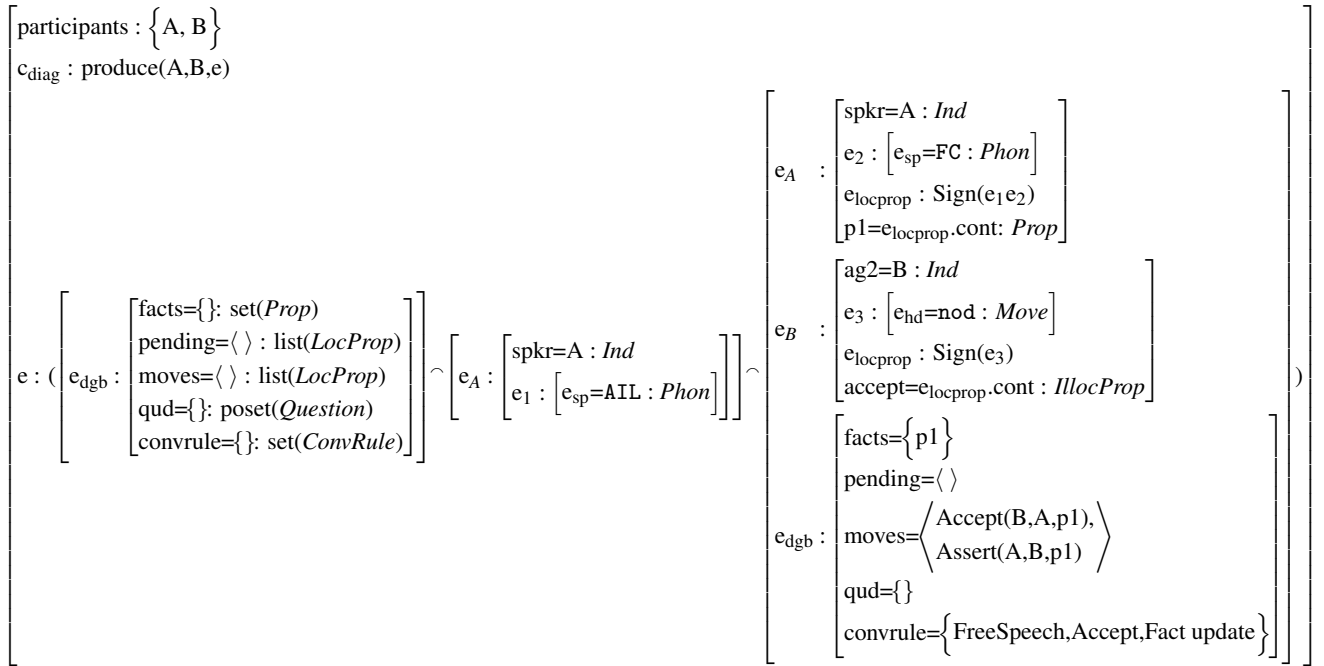 participants : {A, B}
c_diag : produce(A,B,e)
e : ( [ e_dgb : [ facts={}: set(Prop)
pending=⟨ ⟩ : list(LocProp)
moves=⟨ ⟩ : list(LocProp)
qud={}: poset(Question)
convrule={}: set(ConvRule) ] ] ⌢
[ e_A : [ spkr=A : Ind
e_1 : [ e_sp=AIL : Phon ] ] ] ⌢
[ e_A : [ spkr=A : Ind
e_2 : [ e_sp=FC : Phon ]
e_locprop : Sign(e_1e_2)
p1=e_locprop.cont: Prop ]
e_B : [ ag2=B : Ind
e_3 : [ e_hd=nod : Move ]
e_locprop : Sign(e_3)
accept=e_locprop.cont : IllocProp ]
e_dgb : [ facts={p1}
pending=⟨ ⟩
moves=⟨ Accept(B,A,p1),
Assert(A,B,p1) ⟩
qud={}
convrule={FreeSpeech,Accept,Fact update} ] ] )